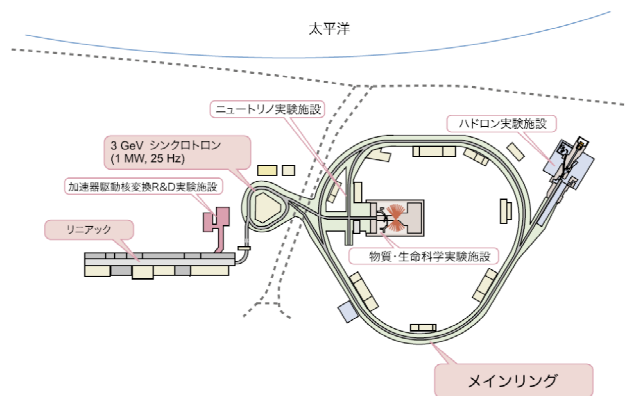 太平洋
ニュートリノ実験施設
ハドロン実験施設
3 GeV シンクロトロン
(1 MW, 25 Hz)
加速器駆動核変換R&D実験施設
リニアック
物質・生命科学実験施設
メインリング